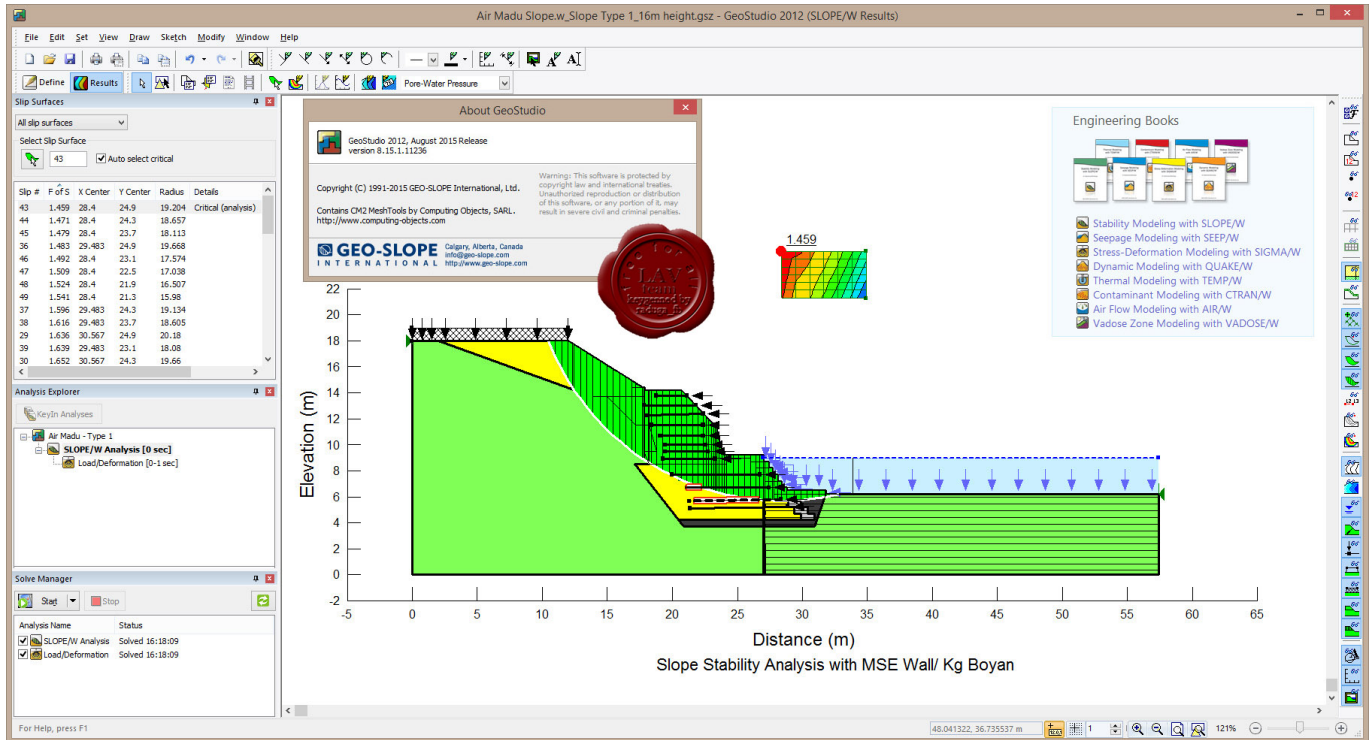 Air Madu Slope.w_Slope Type 1_16m height.gsz - GeoStudio 2012 (SLOPE/W Results)
File Edit Set View Draw Sketch Modify Window Help
Define Results Pore-Water Pressure
Slip Surfaces
All slip surfaces
Select Slip Surface
43 Auto select critical
Slip # F of S X Center Y Center Radius Details
43 1.459 28.4 24.9 19.204 Critical (analysis)
44 1.471 28.4 24.3 18.657
45 1.479 28.4 23.7 18.113
36 1.483 29.483 24.9 19.668
46 1.492 28.4 23.1 17.574
47 1.509 28.4 22.5 17.038
48 1.524 28.4 21.9 16.507
49 1.541 28.4 21.3 15.98
37 1.596 29.483 24.3 19.134
38 1.616 29.483 23.7 18.605
29 1.636 30.567 24.9 20.18
39 1.639 29.483 23.1 18.08
30 1.652 30.567 24.3 19.66
Analysis Explorer
KeyIn Analyses
Air Madu - Type 1
SLOPE/W Analysis [0 sec]
Load/Deformation [0-1 sec]
Solve Manager
Start Stop
Analysis Name Status
SLOPE/W Analysis Solved 16:18:09
Load/Deformation Solved 16:18:09
About GeoStudio
GeoStudio 2012, August 2015 Release
version 8.15.1.11236
Copyright (C) 1991-2015 GEO-SLOPE International, Ltd.
Contains CM2 MeshTools by Computing Objects, SARL.
http://www.computing-objects.com
Warning: This software is protected by
copyright law and international treaties.
Unauthorized reproduction or distribution
of this software, or any portion of it, may
result in severe civil and criminal penalties.
GEO-SLOPE
INTERNATIONAL
Calgary, Alberta, Canada
info@geo-slope.com
http://www.geo-slope.com
LAV
team
keygenned by
1.459
Engineering Books
Stability Modeling with SLOPE/W
Seepage Modeling with SEEP/W
Stress-Deformation Modeling with SIGMA/W
Dynamic Modeling with QUAKE/W
Thermal Modeling with TEMP/W
Contaminant Modeling with CTRAN/W
Air Flow Modeling with AIR/W
Vadose Zone Modeling with VADOSE/W
Elevation (m)
22
20
18
16
14
12
10
8
6
4
2
0
-2
-5 0 5 10 15 20 25 30 35 40 45 50 55 60 65
Distance (m)
Slope Stability Analysis with MSE Wall/ Kg Boyan
For Help, press F1
48.041322, 36.735537 m
1
121%